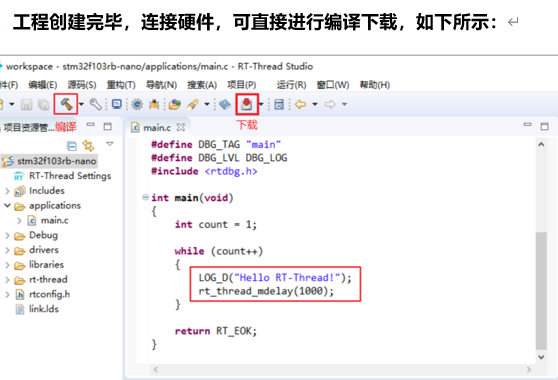 工程创建完毕，连接硬件，可直接进行编译下载，如下所示：
workspace - stm32f103rb-nano/applications/main.c - RT-Thread Studio
件(F) 编辑(E) 源码(S) 重构(T) 导航(N) 搜索(A) 项目(P) 运行(R) 窗口(W) 帮助(H)
项目资源管... 编译
下载
main.c
stm32f103rb-nano
RT-Thread Settings
Includes
applications
main.c
Debug
drivers
libraries
rt-thread
rtconfig.h
link.lds
#define DBG_TAG "main"
#define DBG_LVL DBG_LOG
#include <rtdbg.h>
int main(void)
{
int count = 1;
while (count++)
{
LOG_D("Hello RT-Thread!");
rt_thread_mdelay(1000);
}
return RT_EOK;
}